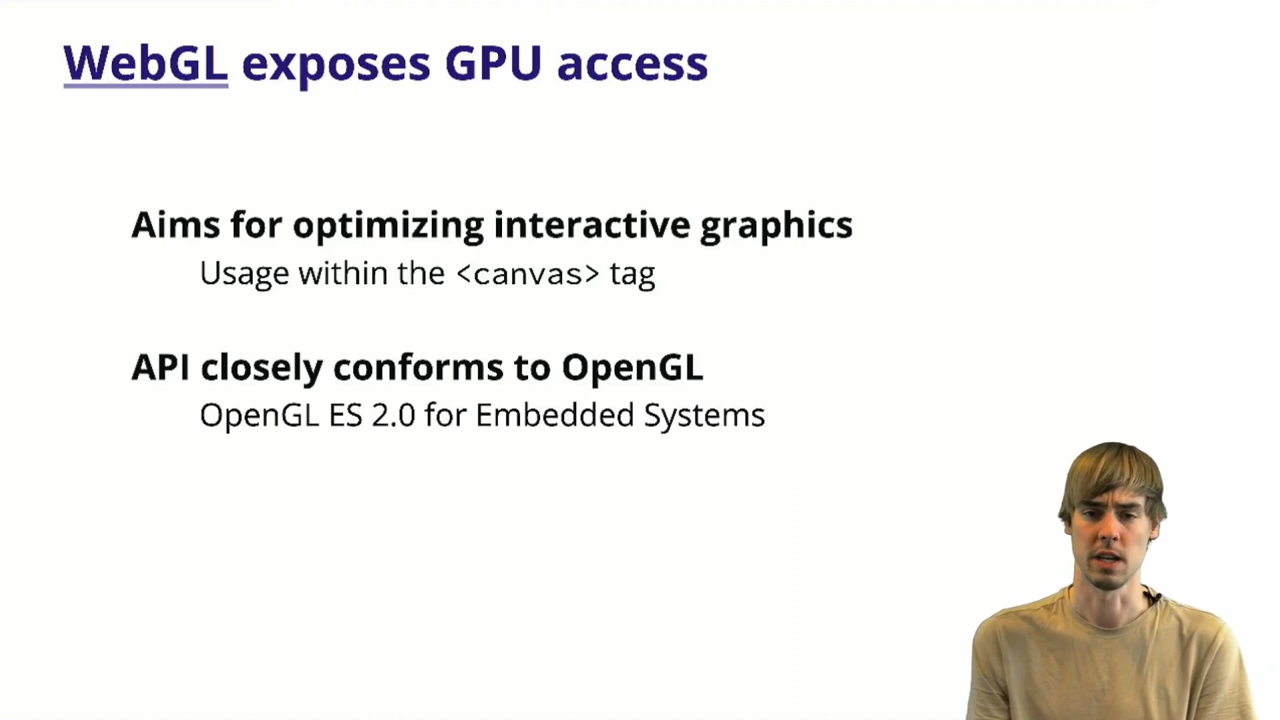 WebGL exposes GPU access
Aims for optimizing interactive graphics
Usage within the <canvas> tag
API closely conforms to OpenGL
OpenGL ES 2.0 for Embedded Systems